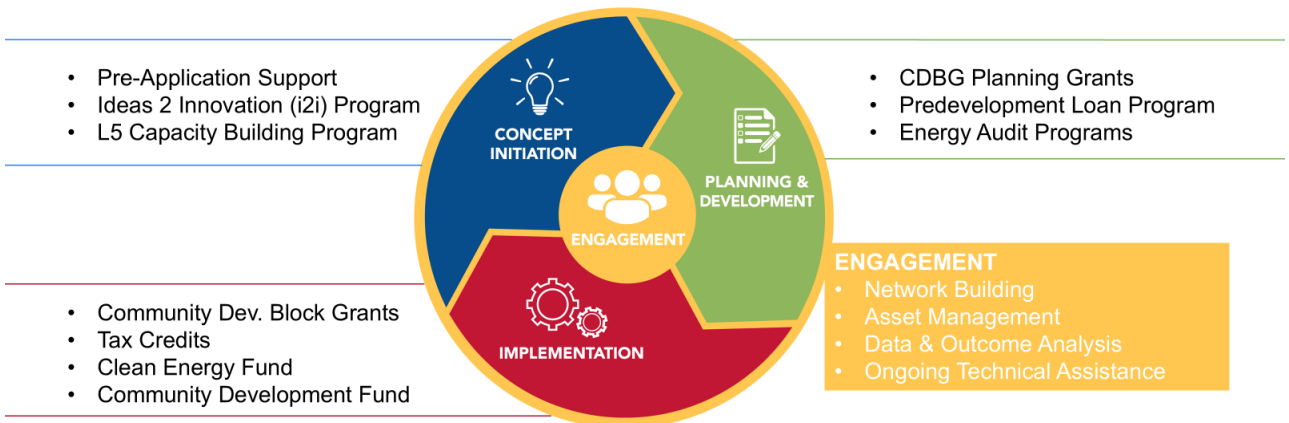 • Pre-Application Support
• Ideas 2 Innovation (i2i) Program
• L5 Capacity Building Program
CONCEPT
INITIATION
• CDBG Planning Grants
• Predevelopment Loan Program
• Energy Audit Programs
PLANNING &
DEVELOPMENT
ENGAGEMENT
• Community Dev. Block Grants
• Tax Credits
• Clean Energy Fund
• Community Development Fund
IMPLEMENTATION
ENGAGEMENT
• Network Building
• Asset Management
• Data & Outcome Analysis
• Ongoing Technical Assistance